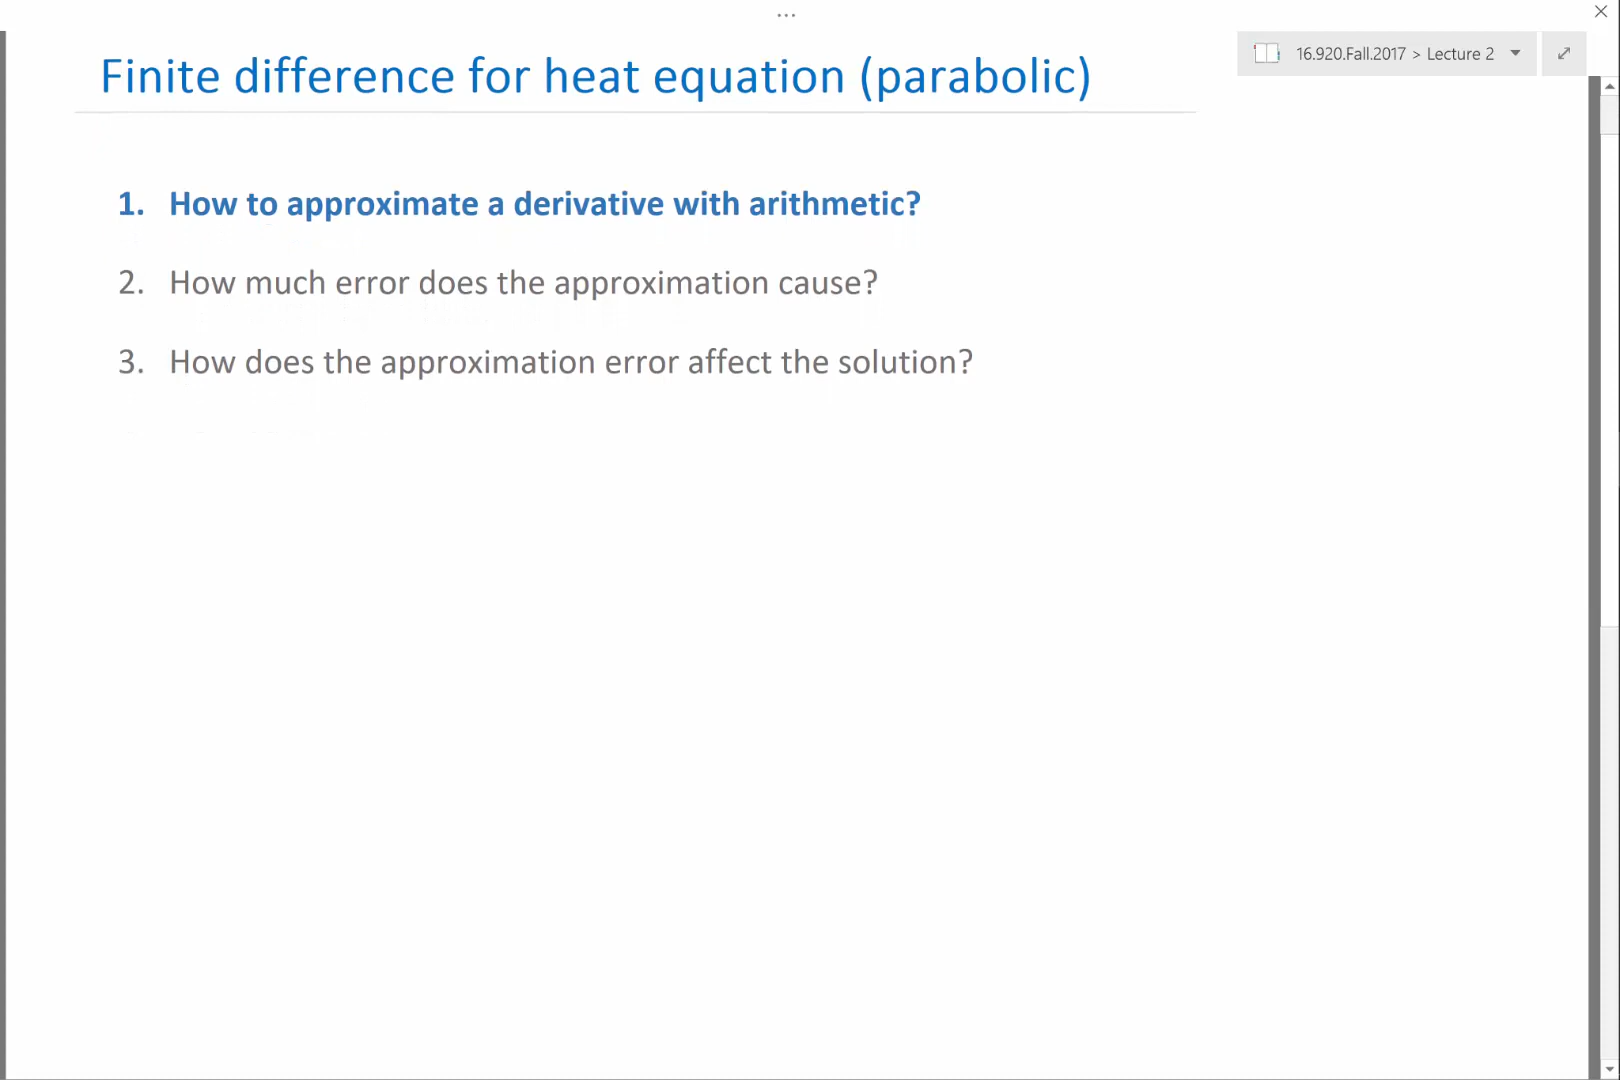 ...
16.920.Fall.2017 > Lecture 2
Finite difference for heat equation (parabolic)
1. How to approximate a derivative with arithmetic?
2. How much error does the approximation cause?
3. How does the approximation error affect the solution?